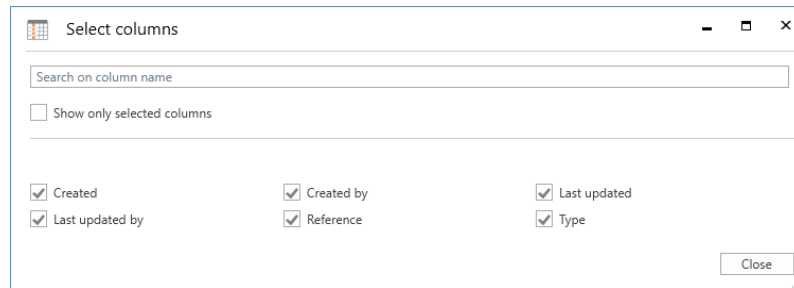 Select columns
Search on column name
Show only selected columns
Created Created by Last updated
Last updated by Reference Type
Close